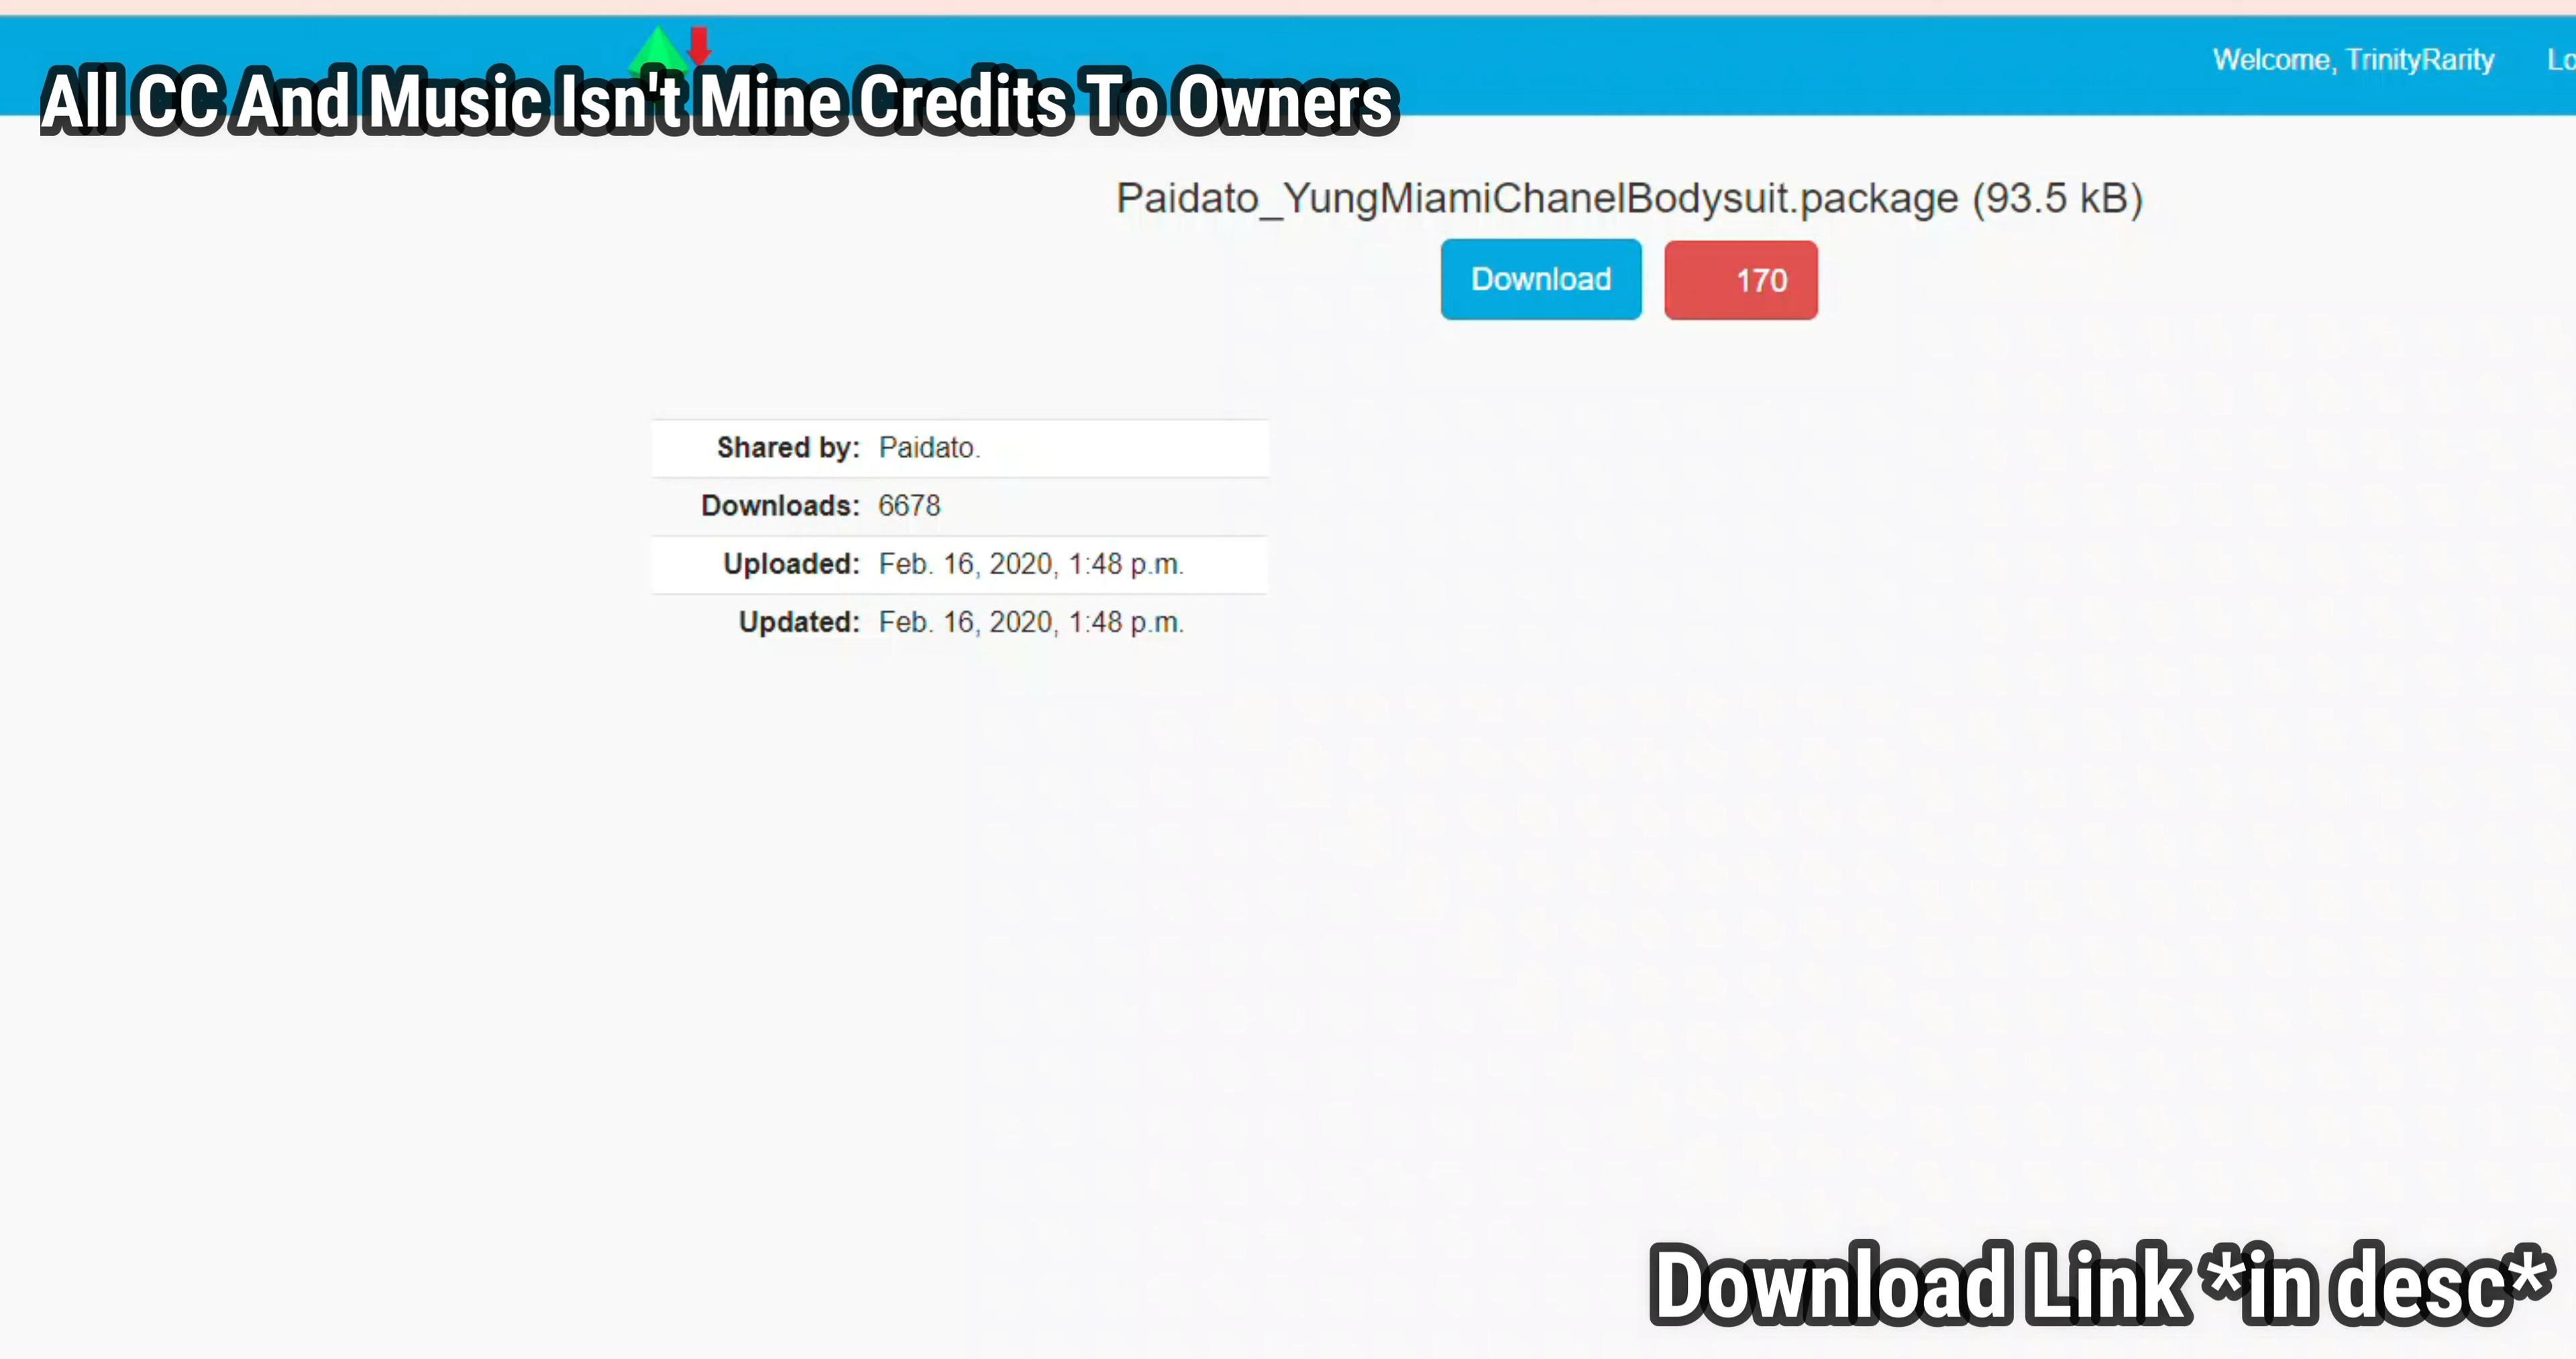 Welcome, TrinityRarity
All CC And Music Isn't Mine Credits To Owners
Paidato_YungMiamiChanelBodysuit.package (93.5 kB)
Download 170
Shared by: Paidato.
Downloads: 6678
Uploaded: Feb. 16, 2020, 1:48 p.m.
Updated: Feb. 16, 2020, 1:48 p.m.
Download Link *in desc*